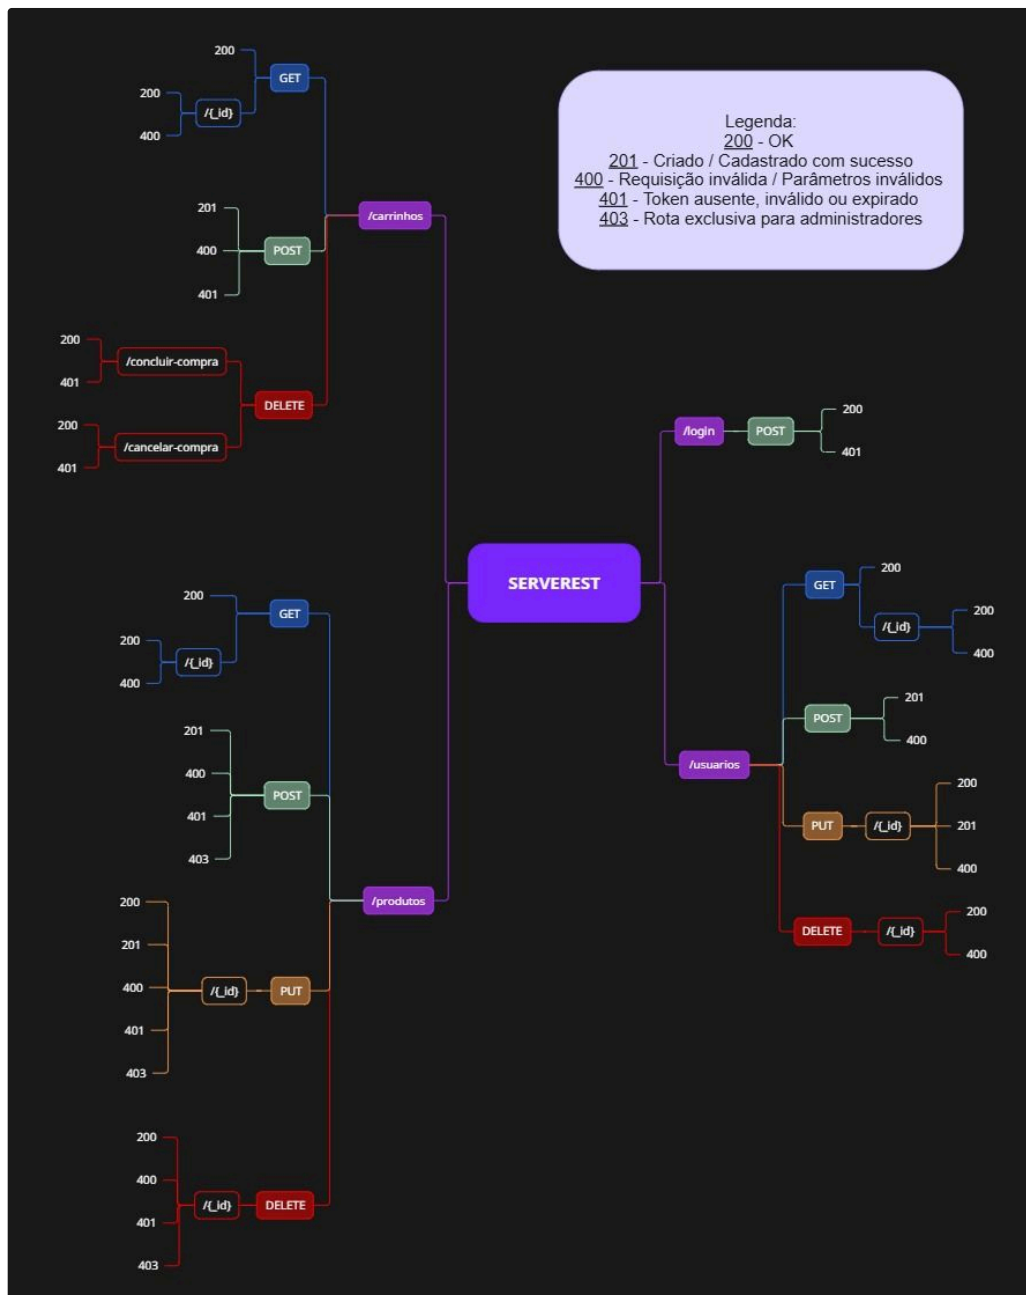 Legenda:
200 - OK
201 - Criado / Cadastrado com sucesso
400 - Requisição inválida / Parâmetros inválidos
401 - Token ausente, inválido ou expirado
403 - Rota exclusiva para administradores
SERVEREST
/carrinhos
GET
200
/{_id}
200
400
POST
201
400
401
DELETE
/concluir-compra
200
401
/cancelar-compra
200
401
/produtos
GET
200
/{_id}
200
400
POST
201
400
401
403
PUT
/{_id}
200
201
400
401
403
DELETE
/{_id}
200
400
401
403
/login
POST
200
401
/usuarios
GET
200
/{_id}
200
400
POST
201
400
PUT
/{_id}
200
201
400
DELETE
/{_id}
200
400